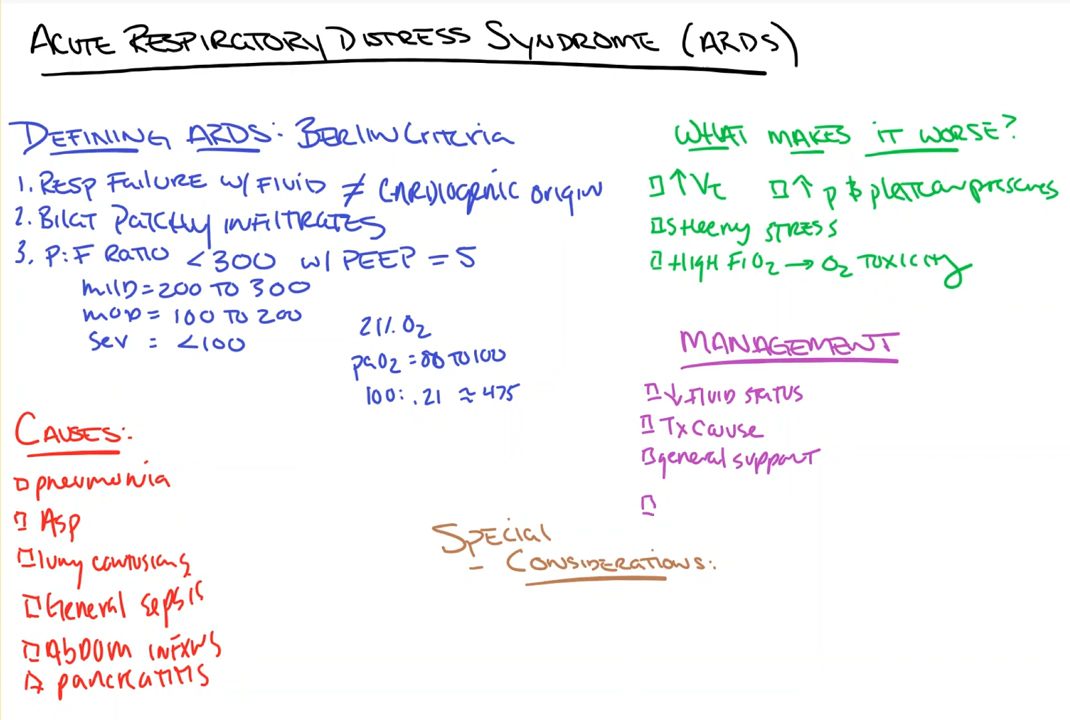 ACUTE RESPIRATORY DISTRESS SYNDROME (ARDS)
DEFINING ARDS: BERLIN Criteria
1. RESP FAILURE W/ FLUID ≠ CARDIOGENIC ORIGIN
2. BILAT PATCHY INFILTRATES
3. P:F RATIO <300 W/ PEEP = 5
MILD = 200 TO 300
MOD = 100 TO 200
SEV = <100
21% O2
paO2 = 80 TO 100
100: .21 ≈ 475
CAUSES:
pneumonia
Asp
lung contusions
General sepsis
Abdom infxns
pancreatitis
WHAT MAKES IT WORSE?
↑ VT
↑ p & plateau pressures
SHEERING STRESS
HIGH FiO2 → O2 TOXICITY
MANAGEMENT
↓ FLUID STATUS
Tx Cause
general support
SPECIAL
CONSIDERATIONS: